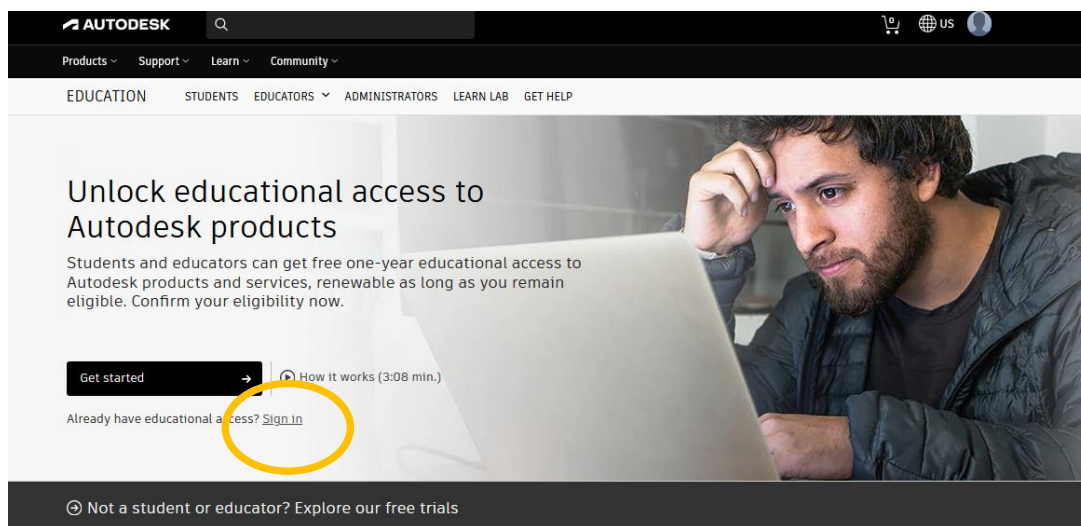 AUTODESK
0
US
Products Support Learn Community
EDUCATION STUDENTS EDUCATORS ADMINISTRATORS LEARN LAB GET HELP
Unlock educational access to
Autodesk products
Students and educators can get free one-year educational access to
Autodesk products and services, renewable as long as you remain
eligible. Confirm your eligibility now.
Get started → How it works (3:08 min.)
Already have educational access? Sign in
Not a student or educator? Explore our free trials